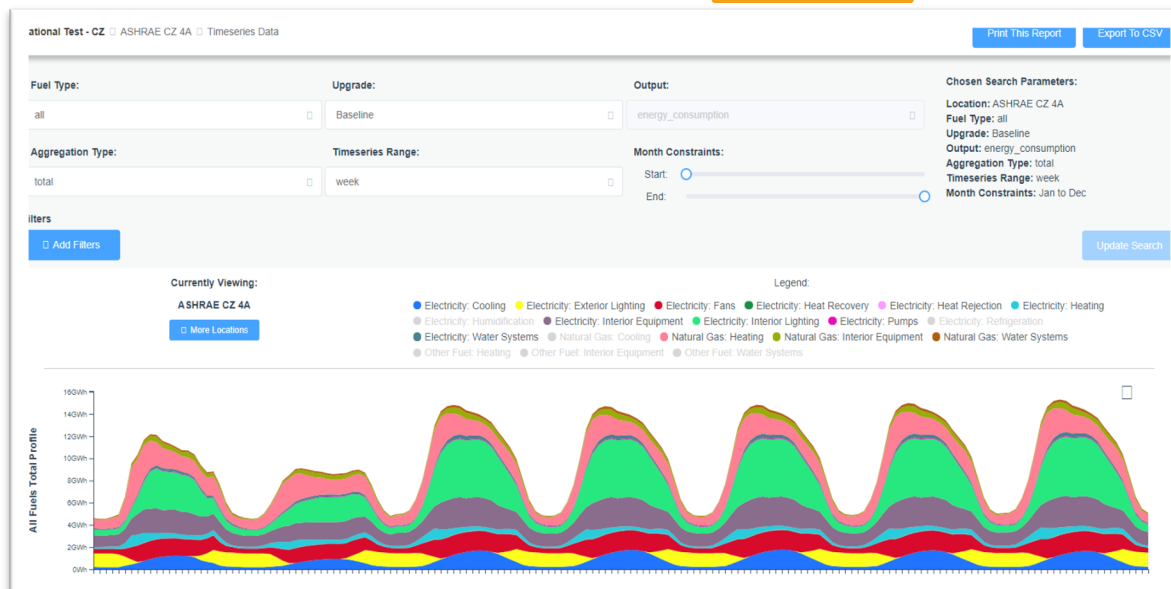 ational Test - CZ ASHRAE CZ 4A Timeseries Data
Print This Report Export To CSV
Fuel Type: Upgrade: Output:
all Baseline energy_consumption
Aggregation Type: Timeseries Range: Month Constraints:
total week
Start:
End:
Chosen Search Parameters:
Location: ASHRAE CZ 4A
Fuel Type: all
Upgrade: Baseline
Output: energy_consumption
Aggregation Type: total
Timeseries Range: week
Month Constraints: Jan to Dec
ilters
Add Filters
Update Search
Currently Viewing:
ASHRAE CZ 4A
More Locations
Legend:
Electricity: Cooling Electricity: Exterior Lighting Electricity: Fans Electricity: Heat Recovery Electricity: Heat Rejection Electricity: Heating
Electricity: Humidification Electricity: Interior Equipment Electricity: Interior Lighting Electricity: Pumps Electricity: Refrigeration
Electricity: Water Systems Natural Gas: Cooling Natural Gas: Heating Natural Gas: Interior Equipment Natural Gas: Water Systems
Other Fuel: Heating Other Fuel: Interior Equipment Other Fuel: Water Systems
All Fuels Total Profile
16GWh
14GWh
12GWh
10GWh
8GWh
6GWh
4GWh
2GWh
0Wh